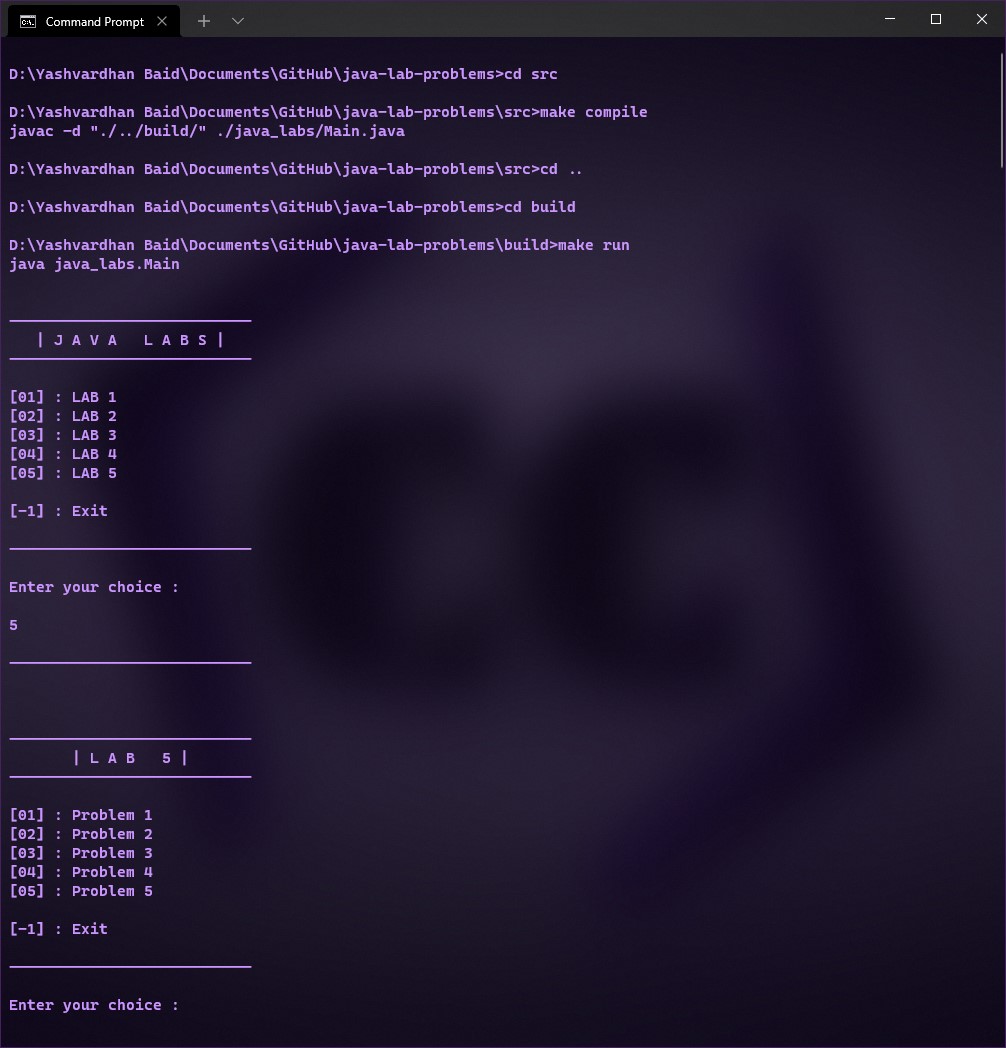 Command Prompt
D:\Yashvardhan Baid\Documents\GitHub\java-lab-problems>cd src
D:\Yashvardhan Baid\Documents\GitHub\java-lab-problems\src>make compile
javac -d "./../build/" ./java_labs/Main.java
D:\Yashvardhan Baid\Documents\GitHub\java-lab-problems\src>cd ..
D:\Yashvardhan Baid\Documents\GitHub\java-lab-problems>cd build
D:\Yashvardhan Baid\Documents\GitHub\java-lab-problems\build>make run
java java_labs.Main
| J A V A   L A B S |
[01] : LAB 1
[02] : LAB 2
[03] : LAB 3
[04] : LAB 4
[05] : LAB 5
[-1] : Exit
Enter your choice :
5
| L A B   5 |
[01] : Problem 1
[02] : Problem 2
[03] : Problem 3
[04] : Problem 4
[05] : Problem 5
[-1] : Exit
Enter your choice :